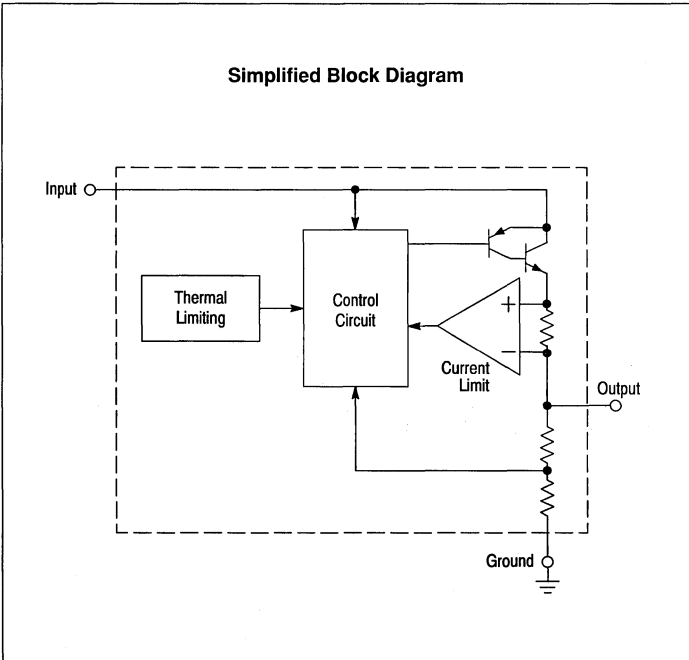 Simplified Block Diagram
Input
Thermal
Limiting
Control
Circuit
+
−
Current
Limit
Output
Ground